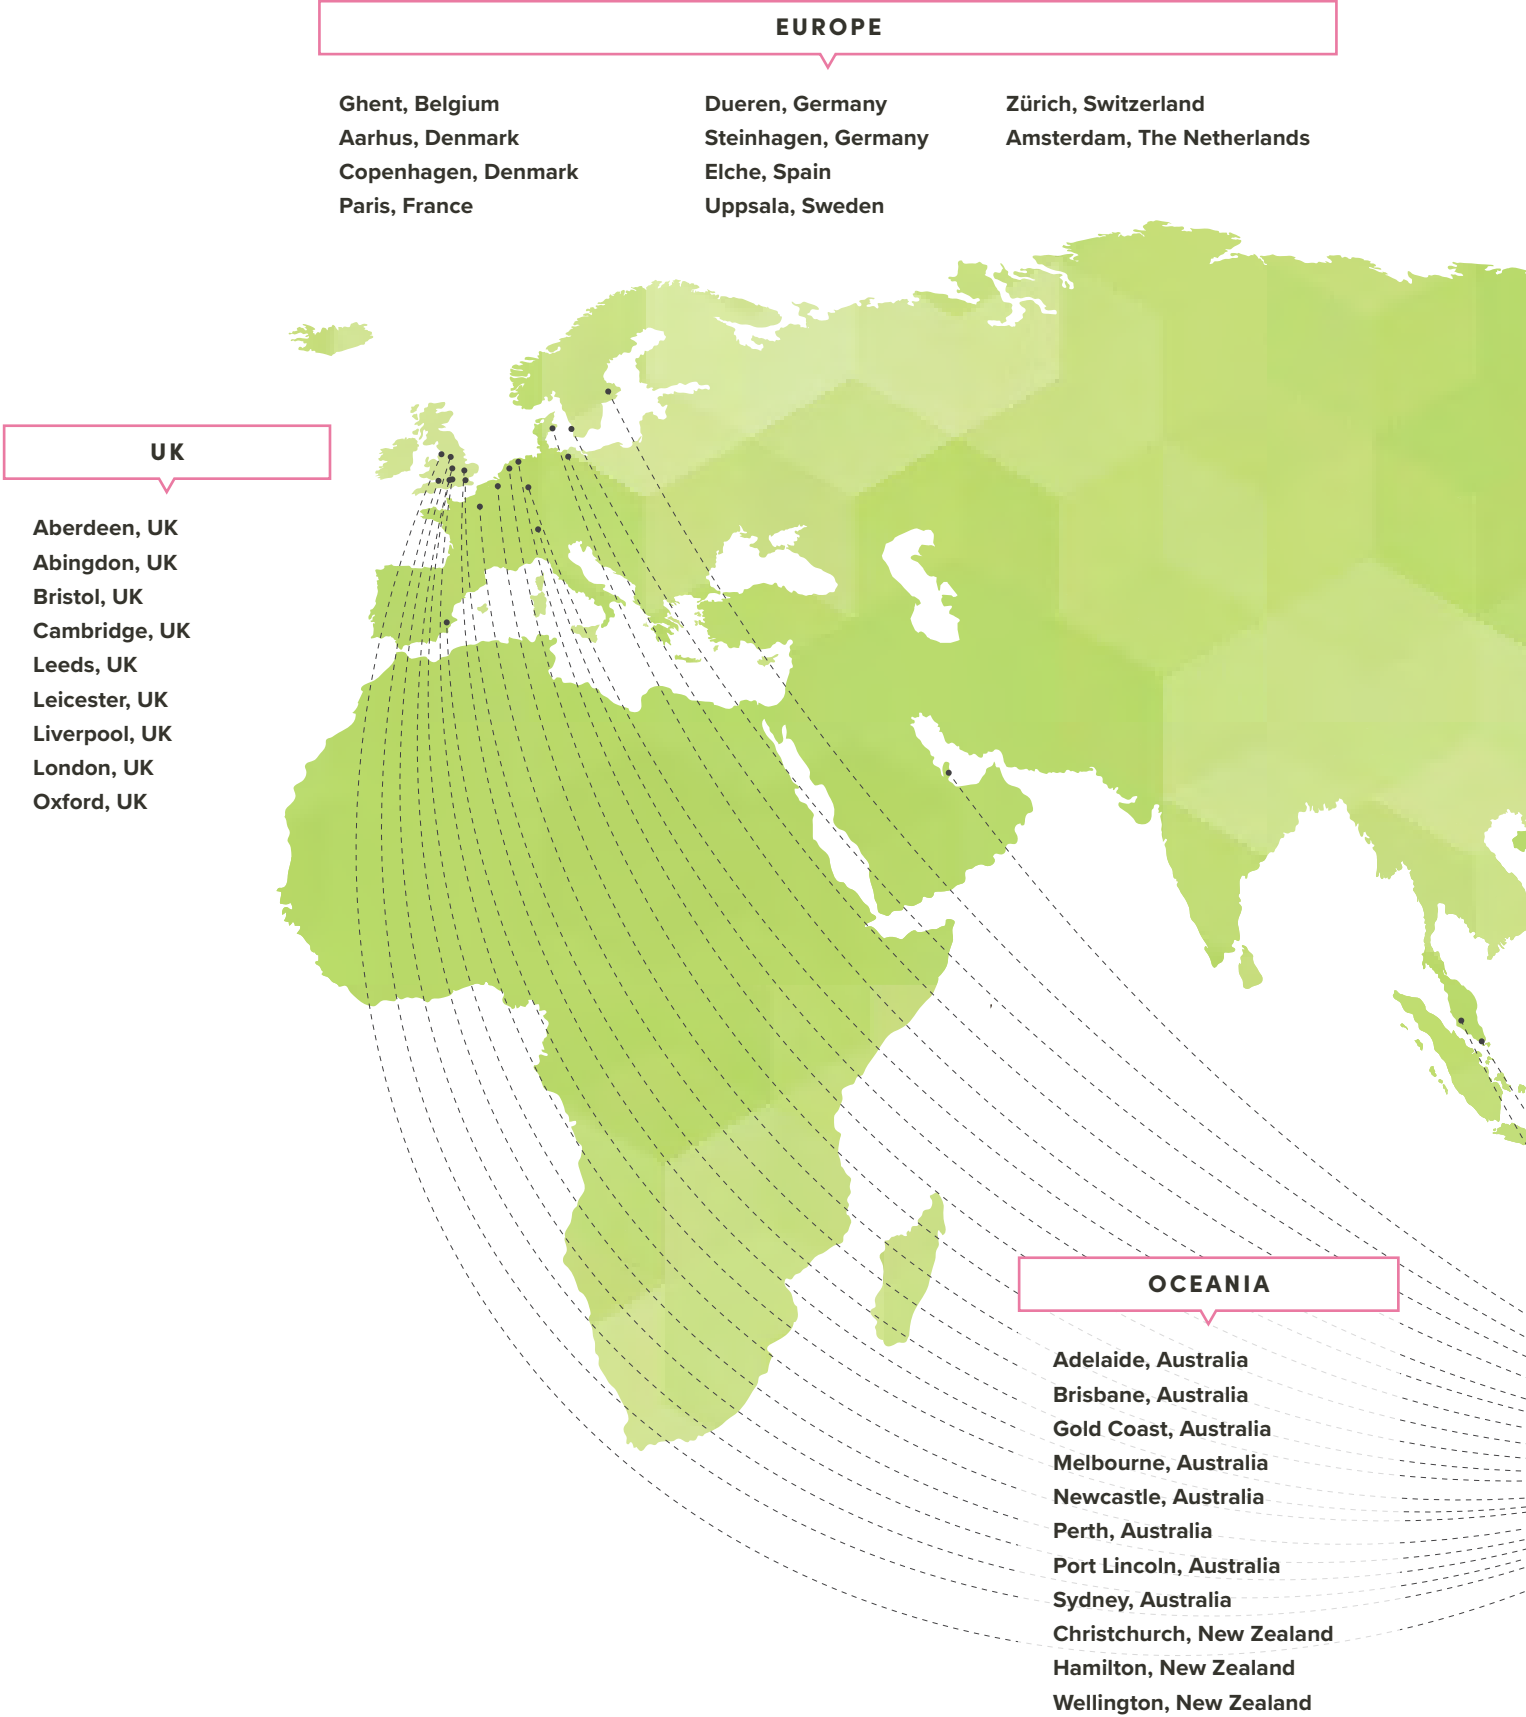 EUROPE
Ghent, Belgium
Aarhus, Denmark
Copenhagen, Denmark
Paris, France
Dueren, Germany
Steinhagen, Germany
Elche, Spain
Uppsala, Sweden
Zürich, Switzerland
Amsterdam, The Netherlands
UK
Aberdeen, UK
Abingdon, UK
Bristol, UK
Cambridge, UK
Leeds, UK
Leicester, UK
Liverpool, UK
London, UK
Oxford, UK
OCEANIA
Adelaide, Australia
Brisbane, Australia
Gold Coast, Australia
Melbourne, Australia
Newcastle, Australia
Perth, Australia
Port Lincoln, Australia
Sydney, Australia
Christchurch, New Zealand
Hamilton, New Zealand
Wellington, New Zealand